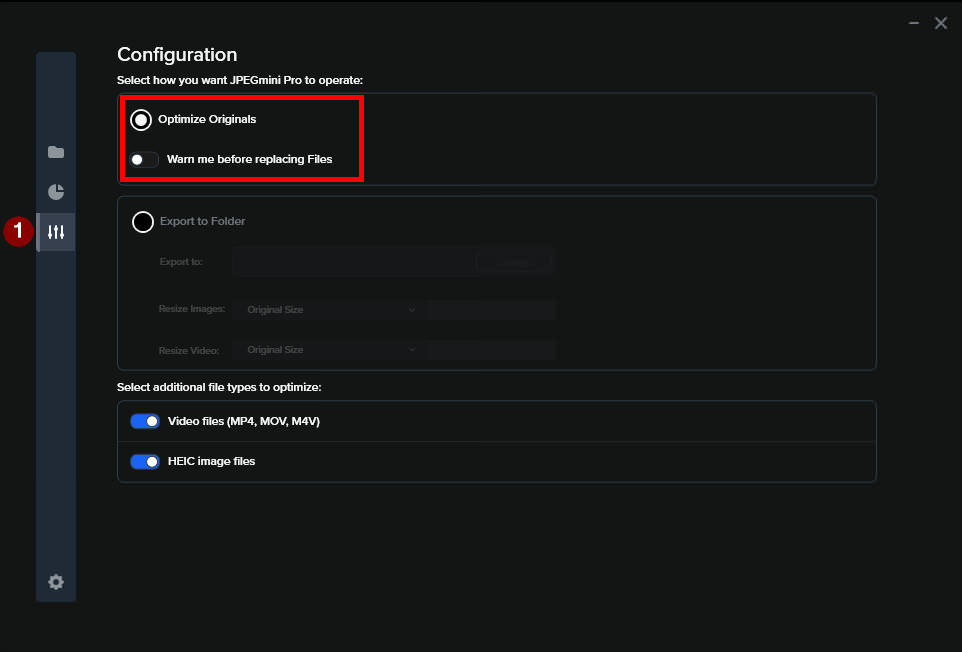 Configuration
Select how you want JPEGmini Pro to operate:
Optimize Originals
Warn me before replacing Files
1
Export to Folder
Export to:
Resize Images: Original Size
Resize Video: Original Size
Select additional file types to optimize:
Video files (MP4, MOV, M4V)
HEIC image files